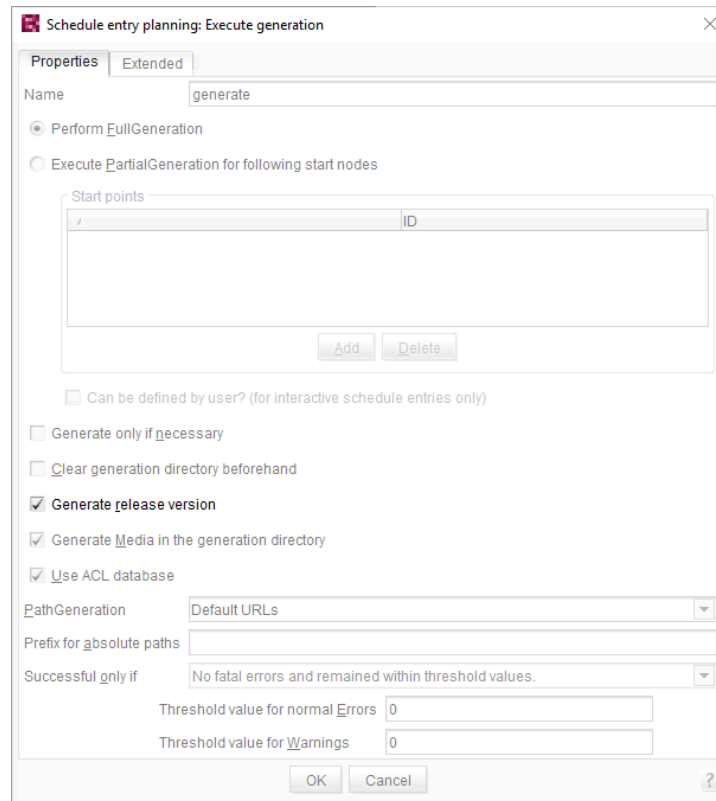 Schedule entry planning: Execute generation
Properties Extended
Name generate
Perform FullGeneration
Execute PartialGeneration for following start nodes
Start points
ID
Add Delete
Can be defined by user? (for interactive schedule entries only)
Generate only if necessary
Clear generation directory beforehand
Generate release version
Generate Media in the generation directory
Use ACL database
PathGeneration Default URLs
Prefix for absolute paths
Successful only if No fatal errors and remained within threshold values.
Threshold value for normal Errors 0
Threshold value for Warnings 0
OK Cancel ?